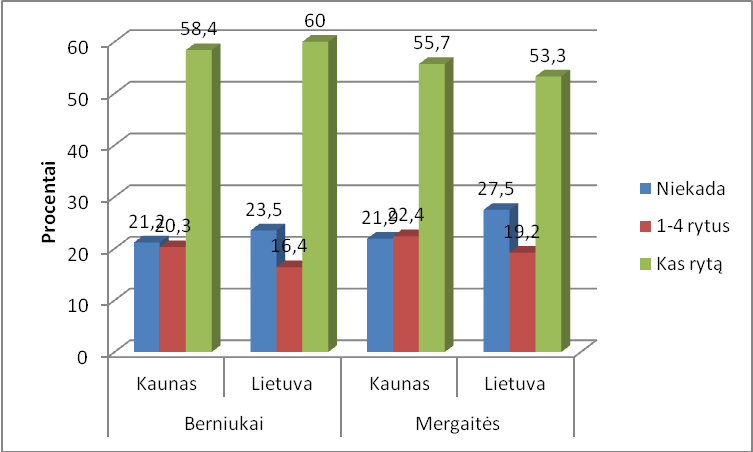 Procentai
60
50
40
30
20
10
0
21,2
20,3
58,4
23,5
16,4
60
21,9
22,4
55,7
27,5
19,2
53,3
Kaunas
Lietuva
Kaunas
Lietuva
Berniukai
Mergaitės
Niekada
1-4 rytus
Kas rytą